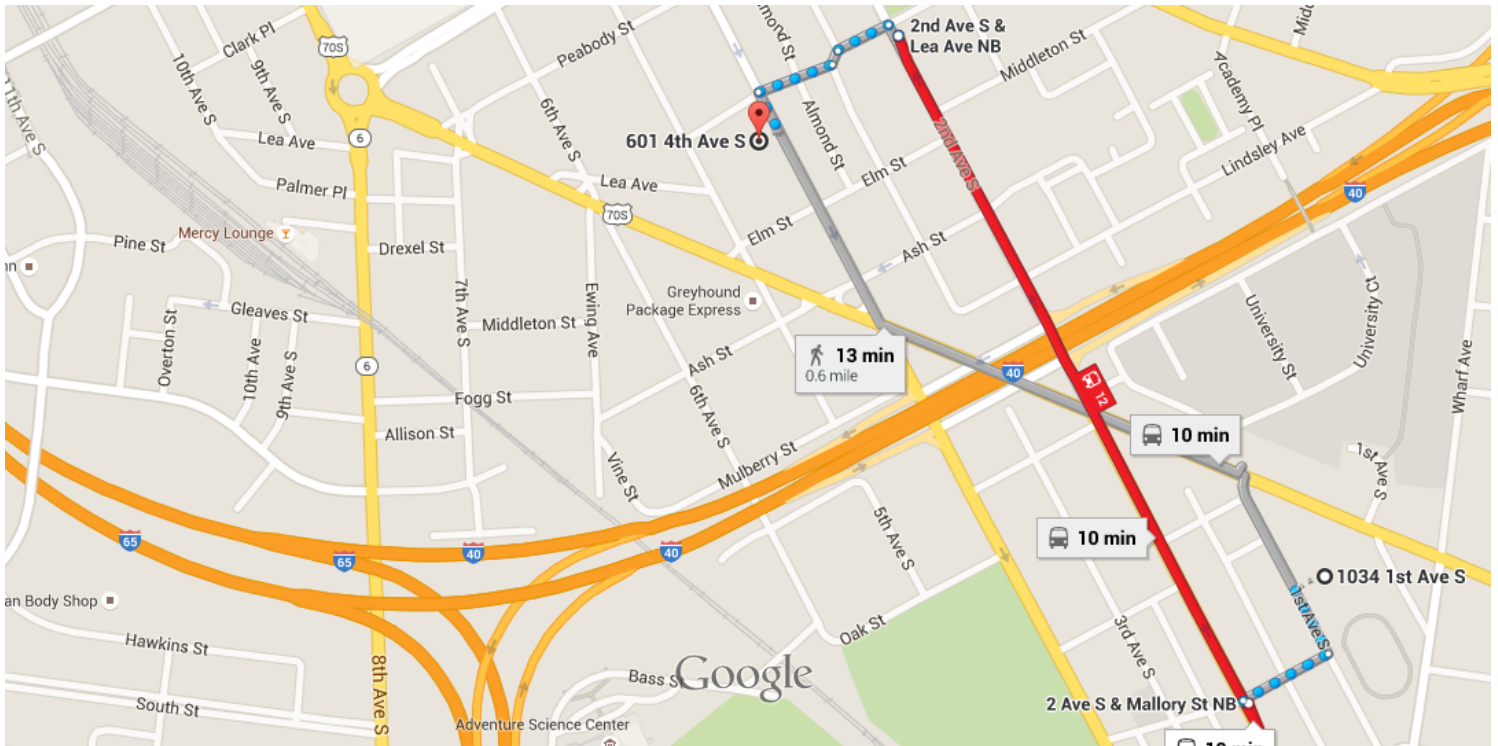 70S
Clark Pl
Peabody St
2nd Ave S &
Lea Ave NB
Middleton St
10th Ave S
9th Ave S
11th Ave S
6th Ave S
Almond St
Academy Pl
601 4th Ave S
2nd Ave S
Lindsley Ave
6
Lea Ave
Palmer Pl
Lea Ave
70S
Elm St
40
Mercy Lounge
Pine St
Drexel St
Elm St
Ash St
Greyhound
Package Express
University St
University Ct
Gleaves St
7th Ave S
Middleton St
Ewing Ave
Overton St
10th Ave
9th Ave S
6
Ash St
13 min
0.6 mile
40
12
Wharf Ave
Fogg St
6th Ave S
Allison St
10 min
1st Ave S
Mulberry St
Vine St
65
65
40
40
5th Ave S
10 min
1034 1st Ave S
1st Ave S
an Body Shop
Oak St
3rd Ave S
Hawkins St
8th Ave S
Bass S
Google
South St
2 Ave S & Mallory St NB
Adventure Science Center